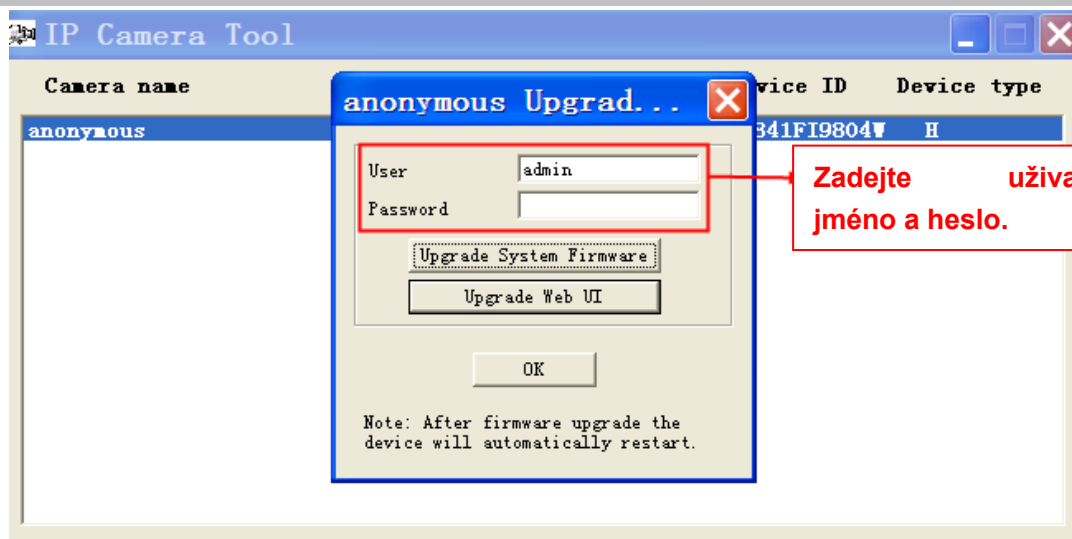 IP Camera Tool
Camera name
vice ID
Device type
anonymous Upgrad...
anonymous
341FI9804W
H
User
admin
Zadejte uživa
jméno a heslo.
Password
Upgrade System Firmware
Upgrade Web UI
OK
Note: After firmware upgrade the
device will automatically restart.